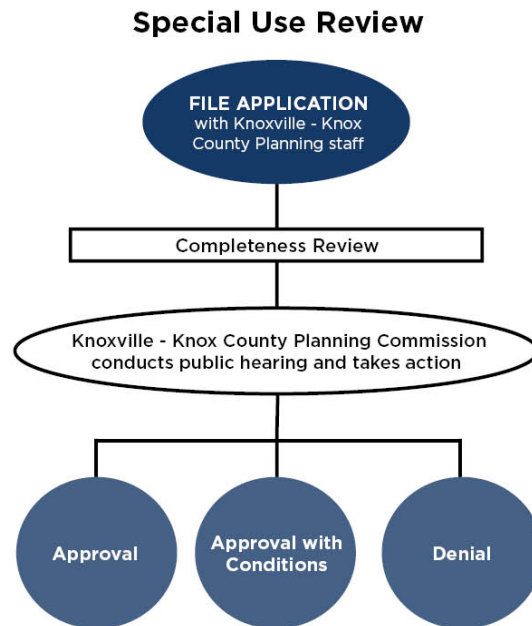 Special Use Review
FILE APPLICATION
with Knoxville - Knox
County Planning staff
Completeness Review
Knoxville - Knox County Planning Commission
conducts public hearing and takes action
Approval
Approval with
Conditions
Denial